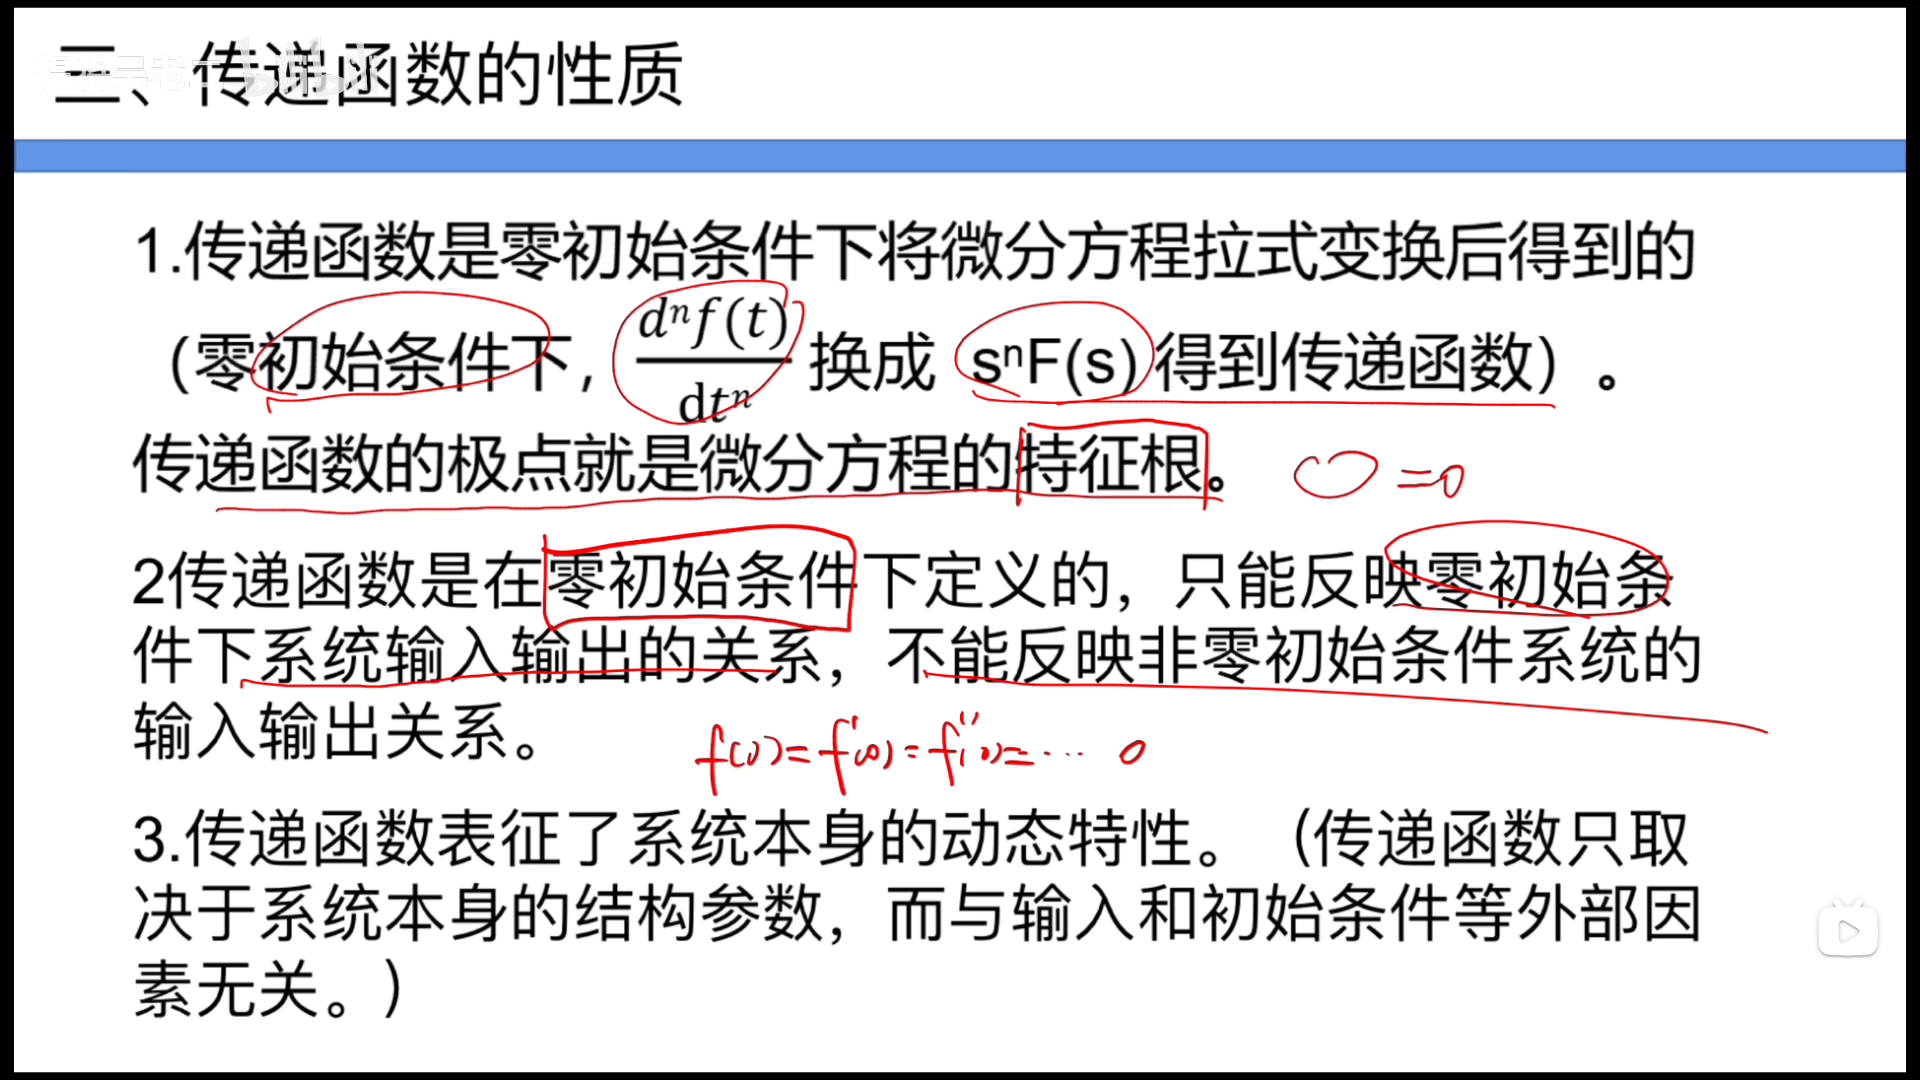 三、传递函数的性质
1.传递函数是零初始条件下将微分方程拉式变换后得到的
（零初始条件下，dⁿf(t)/dtⁿ 换成 sⁿF(s)得到传递函数）。
传递函数的极点就是微分方程的特征根。 =0
2传递函数是在零初始条件下定义的，只能反映零初始条
件下系统输入输出的关系，不能反映非零初始条件系统的
输入输出关系。
f(0)=f'(0)=f''(0)=... 0
3.传递函数表征了系统本身的动态特性。（传递函数只取
决于系统本身的结构参数，而与输入和初始条件等外部因
素无关。）